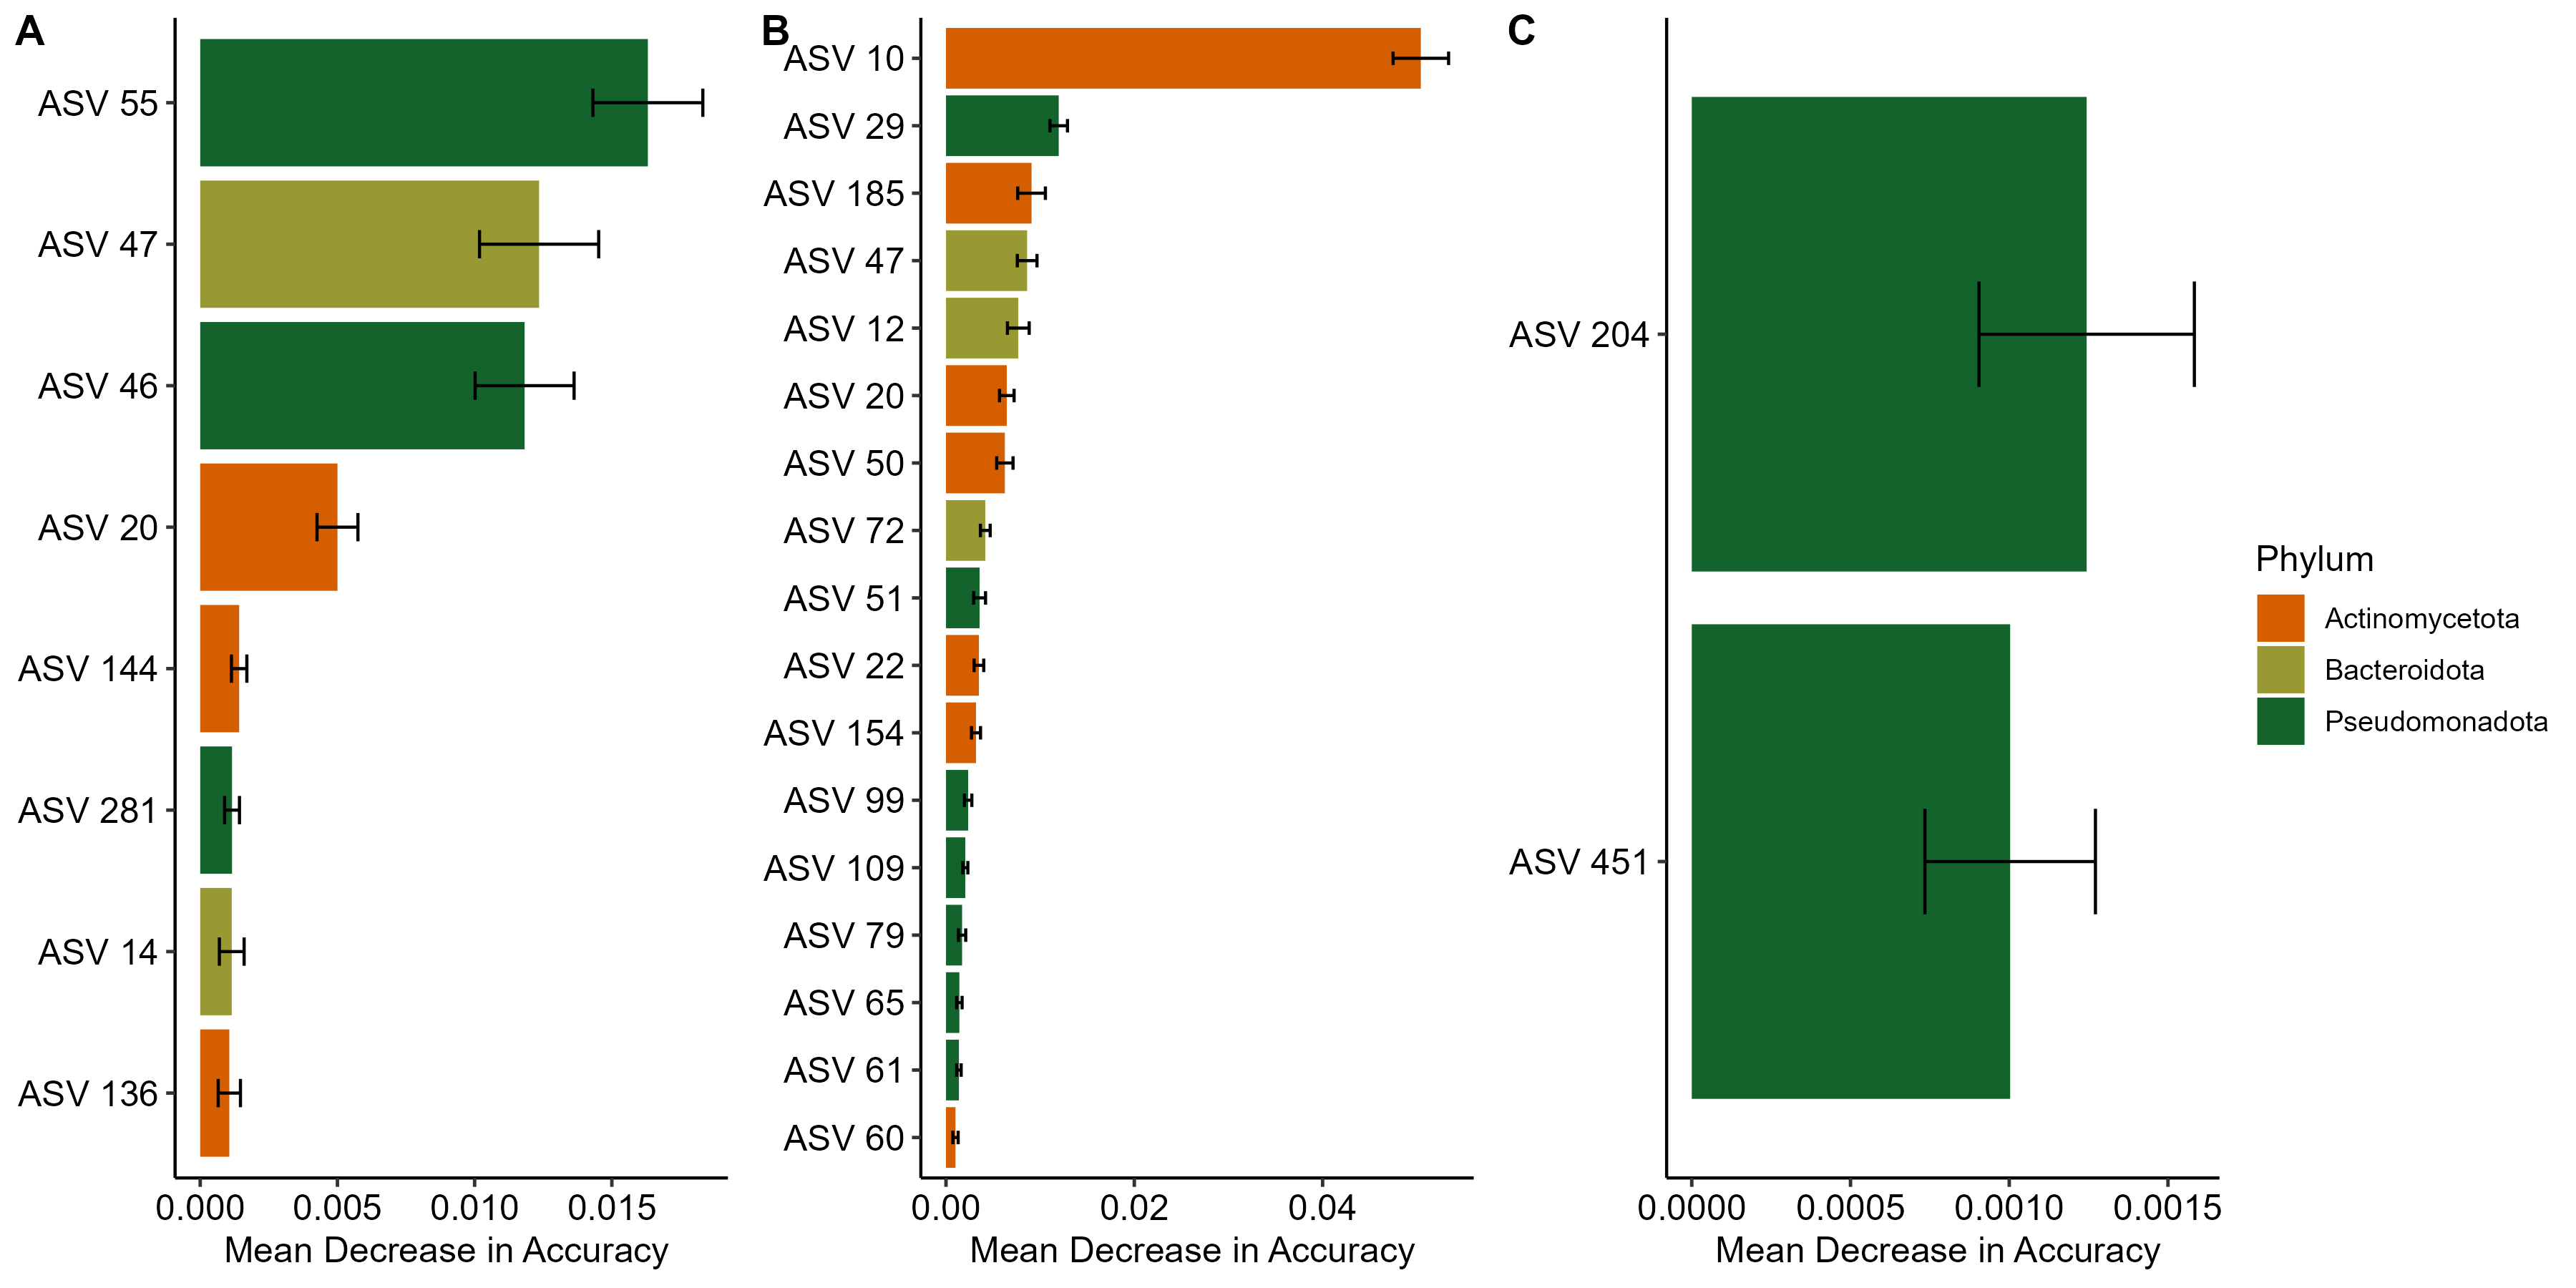 A
ASV 55
ASV 47
ASV 46
ASV 20
ASV 144
ASV 281
ASV 14
ASV 136
0.000 0.005 0.010 0.015
Mean Decrease in Accuracy
B
ASV 10
ASV 29
ASV 185
ASV 47
ASV 12
ASV 20
ASV 50
ASV 72
ASV 51
ASV 22
ASV 154
ASV 99
ASV 109
ASV 79
ASV 65
ASV 61
ASV 60
0.00 0.02 0.04
Mean Decrease in Accuracy
C
ASV 204
ASV 451
0.0000 0.0005 0.0010 0.0015
Mean Decrease in Accuracy
Phylum
Actinomycetota
Bacteroidota
Pseudomonadota